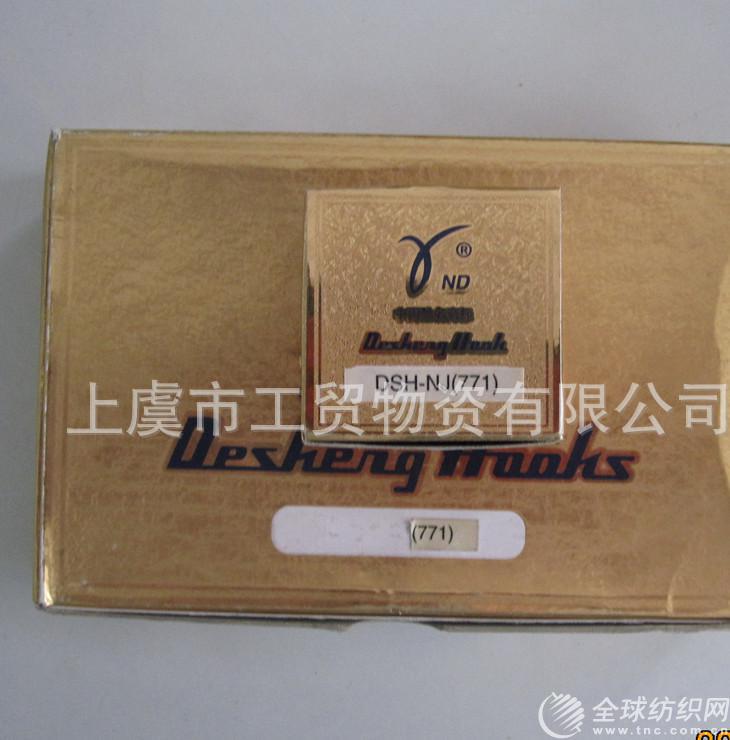 ®
ND
Desheng Hook
DSH-NJ(771)
上虞市工贸物资有限公司
Desheng Hooks
(771)
全球纺织网
www.tnc.com.cn